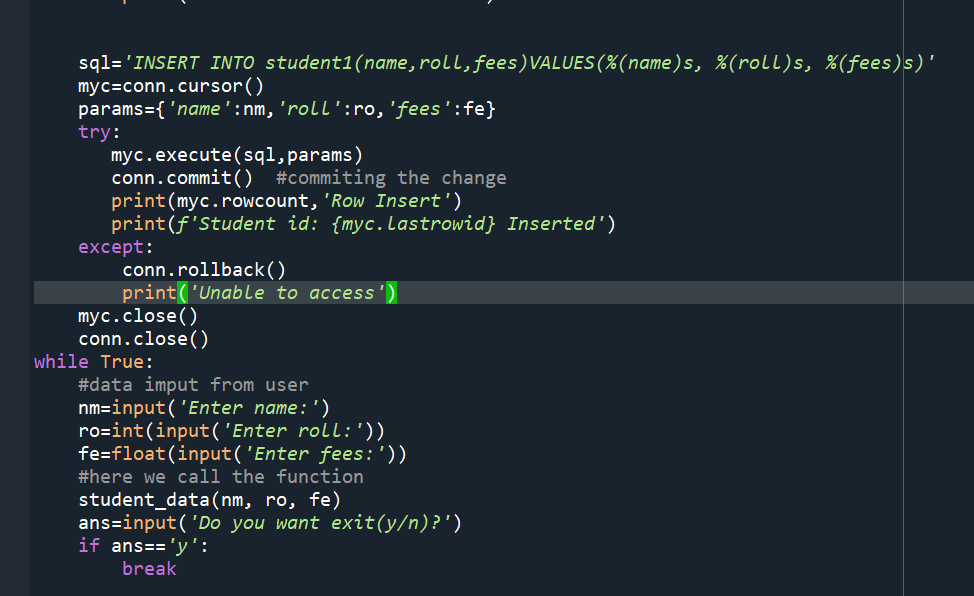 sql='INSERT INTO student1(name,roll,fees)VALUES(%(name)s, %(roll)s, %(fees)s)'
myc=conn.cursor()
params={'name':nm,'roll':ro,'fees':fe}
try:
myc.execute(sql,params)
conn.commit()  #commiting the change
print(myc.rowcount,'Row Insert')
print(f'Student id: {myc.lastrowid} Inserted')
except:
conn.rollback()
print('Unable to access')
myc.close()
conn.close()
while True:
#data imput from user
nm=input('Enter name:')
ro=int(input('Enter roll:'))
fe=float(input('Enter fees:'))
#here we call the function
student_data(nm, ro, fe)
ans=input('Do you want exit(y/n)?')
if ans=='y':
break